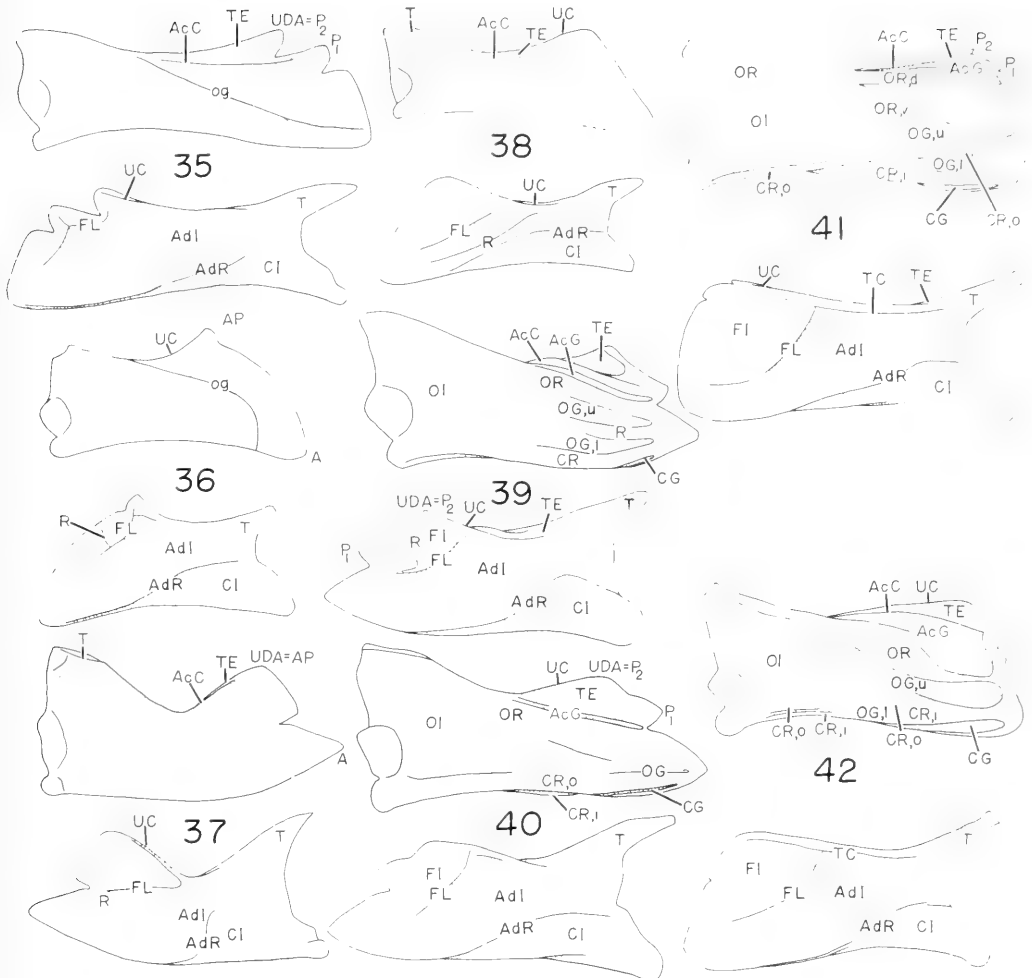 AcC TE UDA=P2 P1
og
35
UC
FL AdI T
AdR CI
AP
UC
og
A
36
R FL T
AdI
AdR CI
T
AcC TE UDA=AP
A
37
UC
T
R FL
AdI
AdR CI
T AcC TE UC
38
UC T
FL R AdR
CI
AcC AcG TE
OI OR
OG,u
R
OG,l
CR
CG
39
UDA=P2 UC TE T
P1 R FI
FL AdI
AdR CI
UC UDA=P2
TE
OI OR AcG P1
OG
CR,o
CR,i CG
40
T
FI
FL AdI
AdR CI
AcC TE P2
OR AcG P1
OR,d
OI OR,v
OG,u
OG,l
CR,o CR,i
CG CR,o
41
UC TC TE T
FI
FL AdI
AdR CI
AcC UC
TE
AcG
OI OR
OG,u
OG,l CR,i
CR,o CR,i CR,o
CG
42
TC T
FI
FL AdI
AdR CI